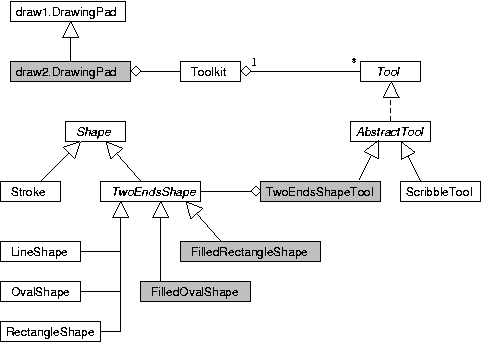 draw1.DrawingPad
draw2.DrawingPad
Toolkit
1
*
Tool
Shape
AbstractTool
Stroke
TwoEndsShape
TwoEndsShapeTool
ScribbleTool
LineShape
FilledRectangleShape
OvalShape
FilledOvalShape
RectangleShape